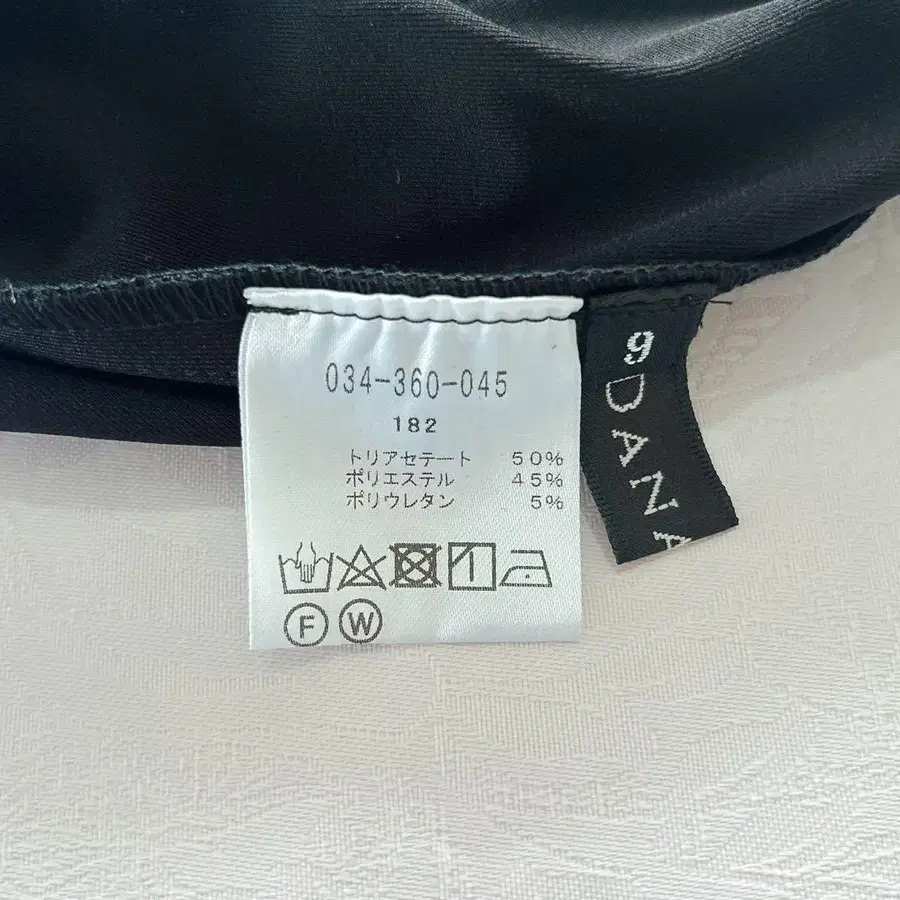 034-360-045
182
トリアセテート 50%
ポリエステル 45%
ポリウレタン 5%
F W
9
DANA